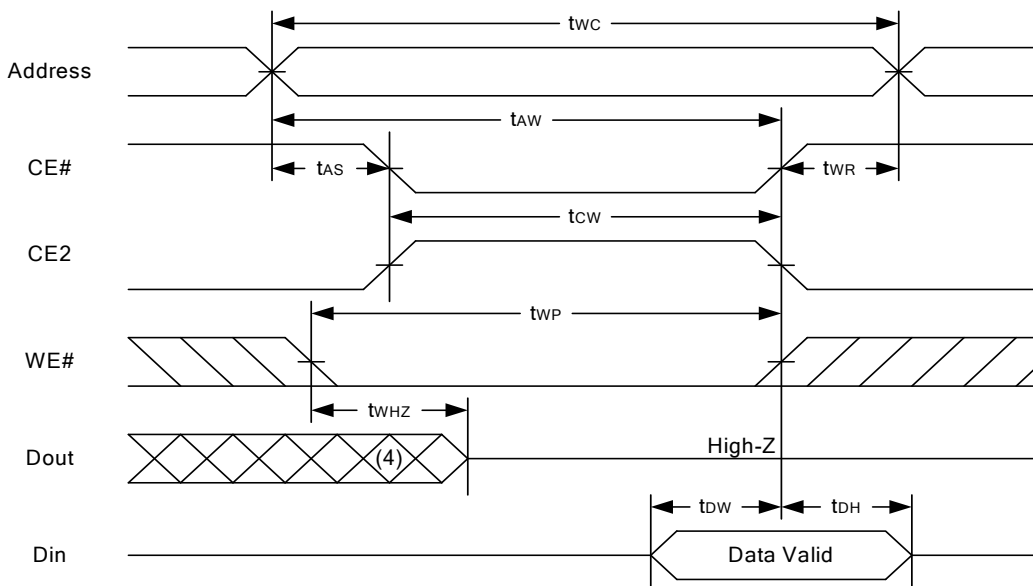 tWC
Address
tAW
CE#
tAS
tWR
tCW
CE2
tWP
WE#
tWHZ
Dout
(4)
High-Z
tDW
tDH
Din
Data Valid